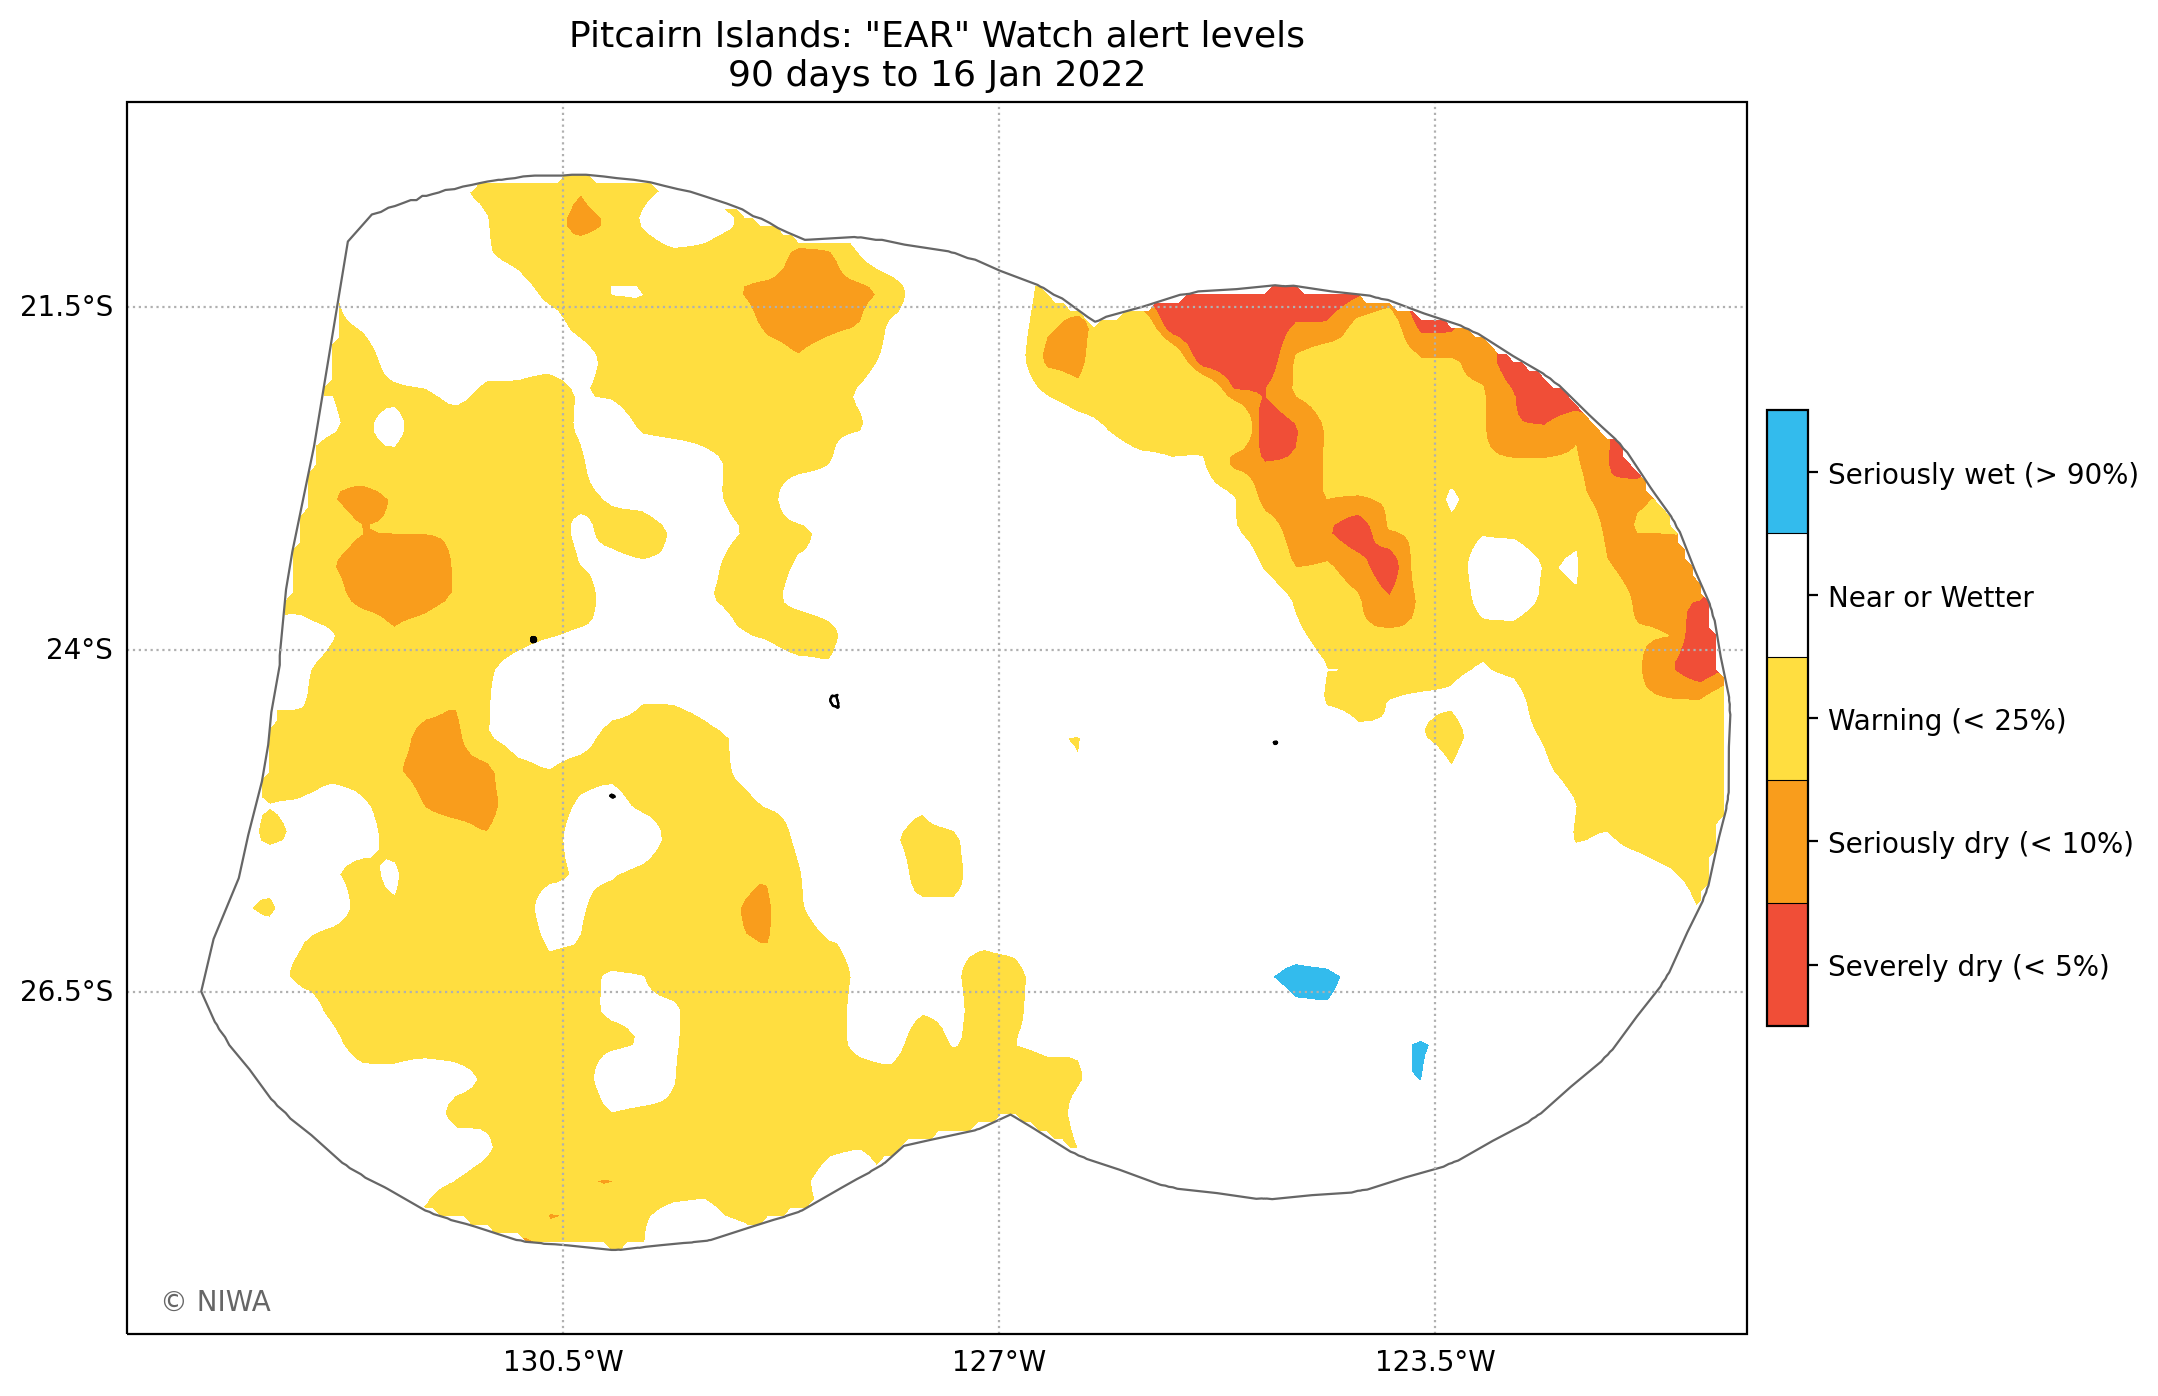 Pitcairn Islands: "EAR" Watch alert levels
90 days to 16 Jan 2022
21.5°S
24°S
26.5°S
130.5°W
127°W
123.5°W
Seriously wet (> 90%)
Near or Wetter
Warning (< 25%)
Seriously dry (< 10%)
Severely dry (< 5%)
© NIWA